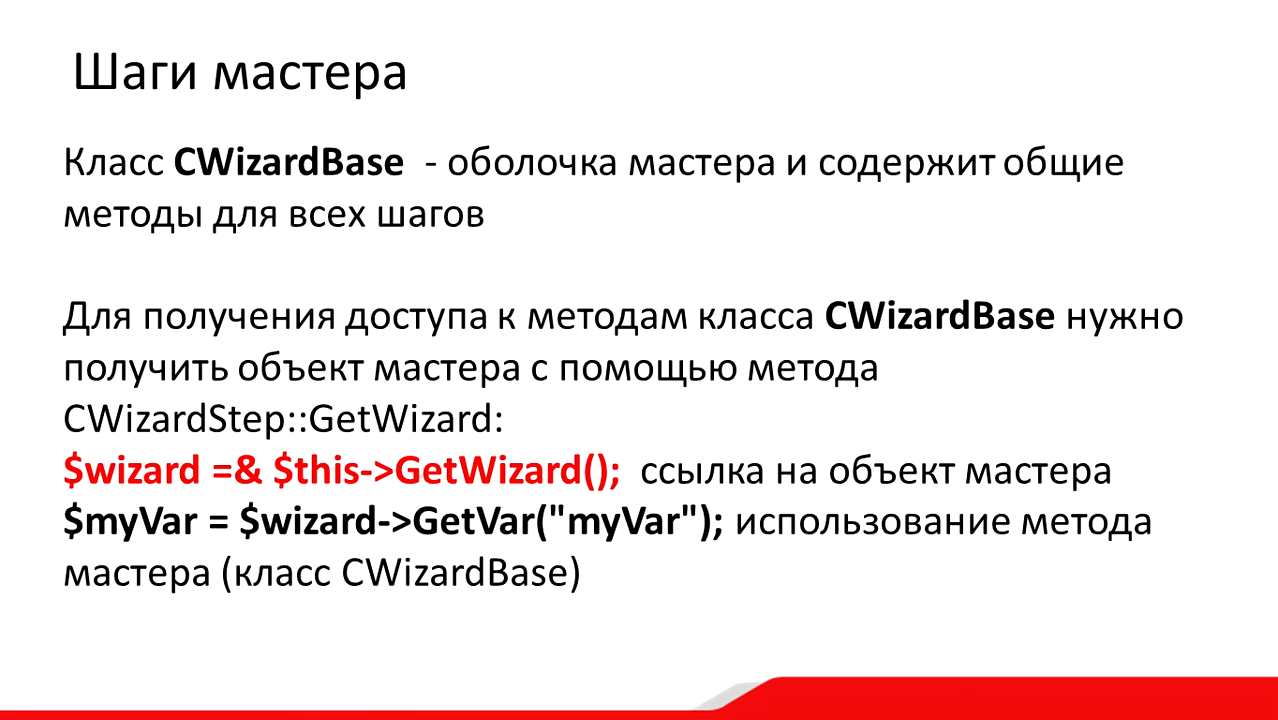 Шаги мастера
Класс CWizardBase - оболочка мастера и содержит общие
методы для всех шагов
Для получения доступа к методам класса CWizardBase нужно
получить объект мастера с помощью метода
CWizardStep::GetWizard:
$wizard =& $this->GetWizard(); ссылка на объект мастера
$myVar = $wizard->GetVar("myVar"); использование метода
мастера (класс CWizardBase)